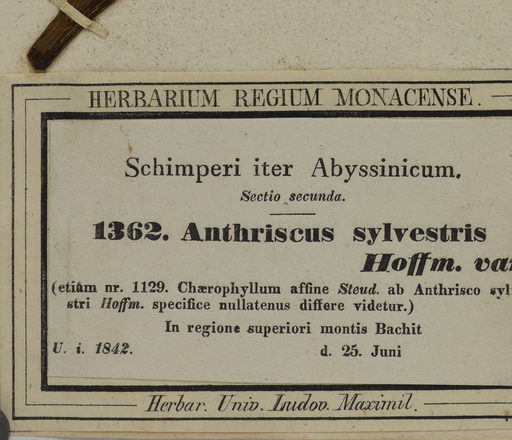 HERBARIUM REGIUM MONACENSE.
Schimperi iter Abyssinicum.
Sectio secunda.
1362. Anthriscus sylvestris
Hoffm. va
(etiam nr. 1129. Chærophyllum affine Steud. ab Anthrisco syl
stri Hoffm. specifice nullatenus differe videtur.)
In regione superiori montis Bachit
U. i. 1842. d. 25. Juni
Herbar. Univ. Ludov. Maximil.